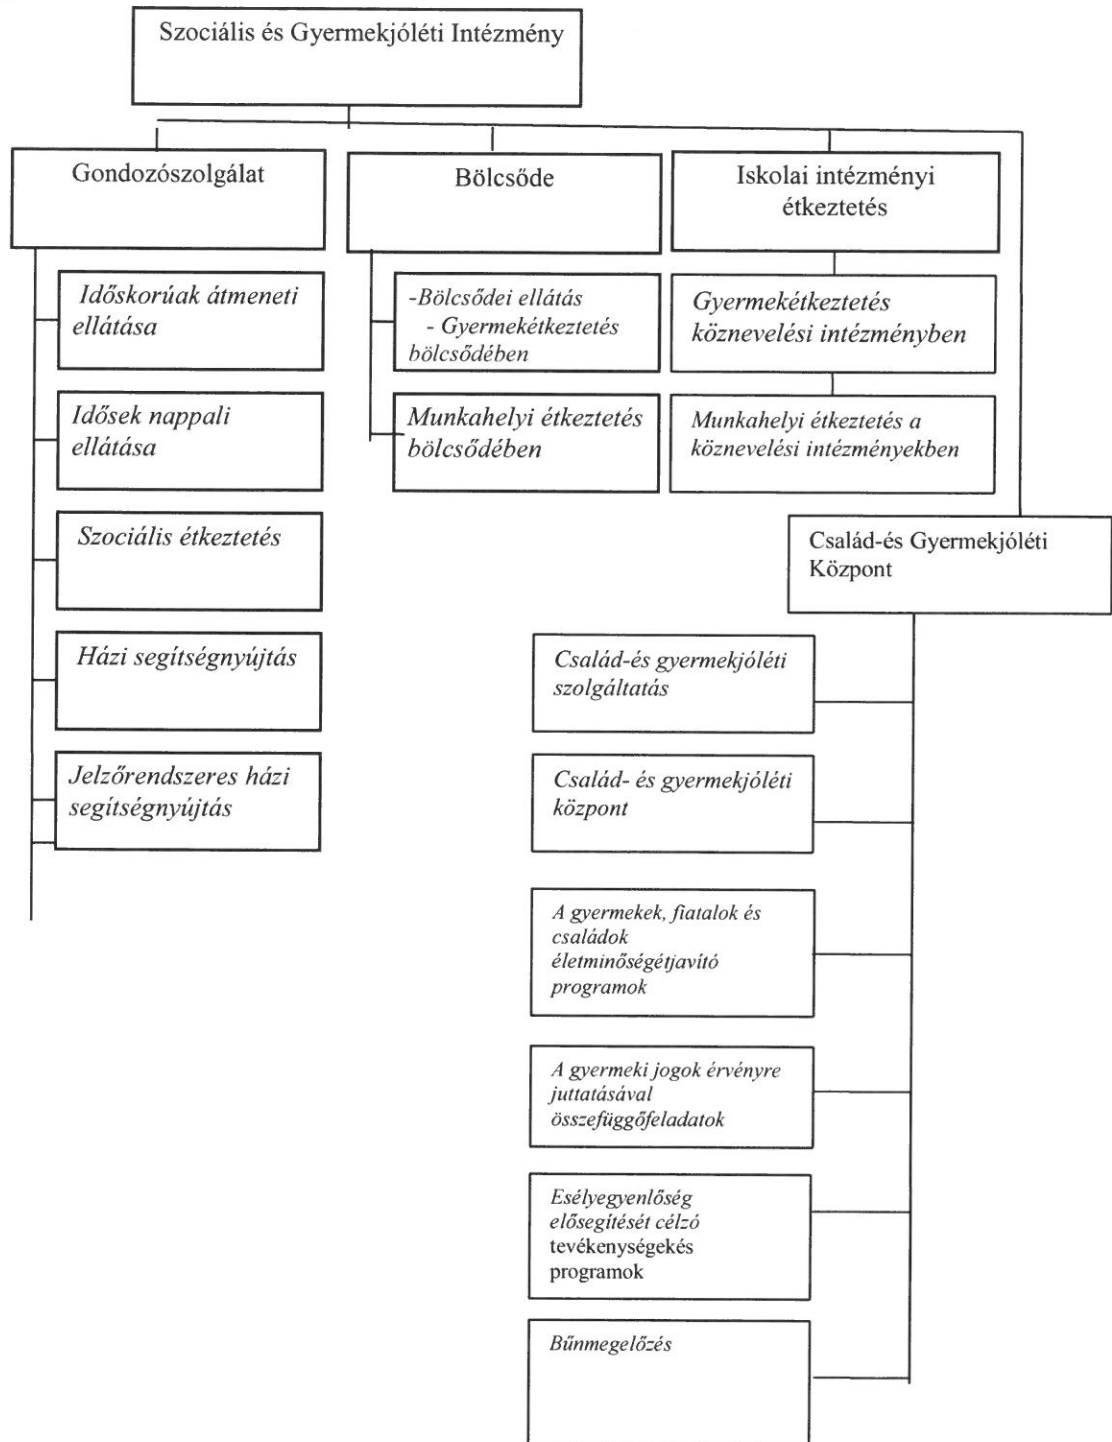 Szociális és Gyermekjóléti Intézmény
Gondozószolgálat
Bölcsőde
Iskolai intézményi
étkeztetés
Időskorúak átmeneti
ellátása
Idősek nappali
ellátása
Szociális étkeztetés
Házi segítségnyújtás
Jelzőrendszeres házi
segítségnyújtás
-Bölcsődei ellátás
- Gyermekétkeztetés
bölcsődében
Munkahelyi étkeztetés
bölcsődében
Gyermekétkeztetés
köznevelési intézményben
Munkahelyi étkeztetés a
köznevelési intézményekben
Család-és Gyermekjóléti
Központ
Család-és gyermekjóléti
szolgáltatás
Család- és gyermekjóléti
központ
A gyermekek, fiatalok és
családok
életminőségétjavító
programok
A gyermeki jogok érvényre
juttatásával
összefüggőfeladatok
Esélyegyenlőség
elősegítését célzó
tevékenységekés
programok
Bűnmegelőzés